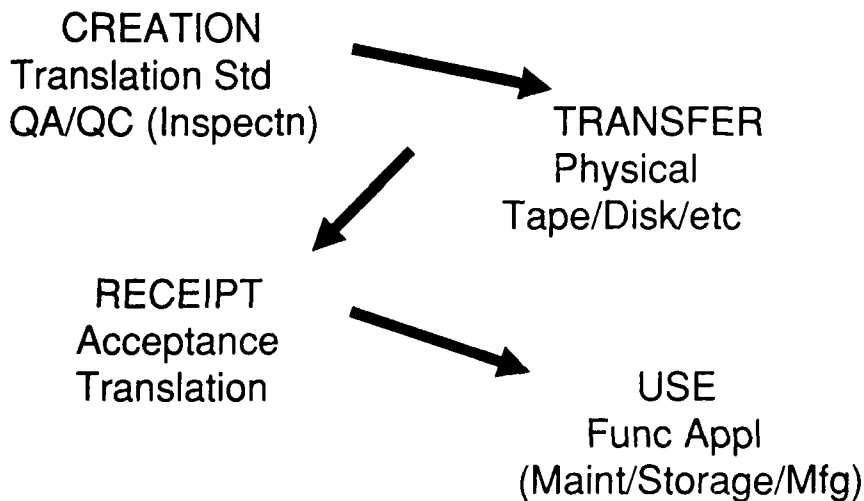 CREATION
Translation Std
QA/QC (Inspectn)
TRANSFER
Physical
Tape/Disk/etc
RECEIPT
Acceptance
Translation
USE
Func Appl
(Maint/Storage/Mfg)